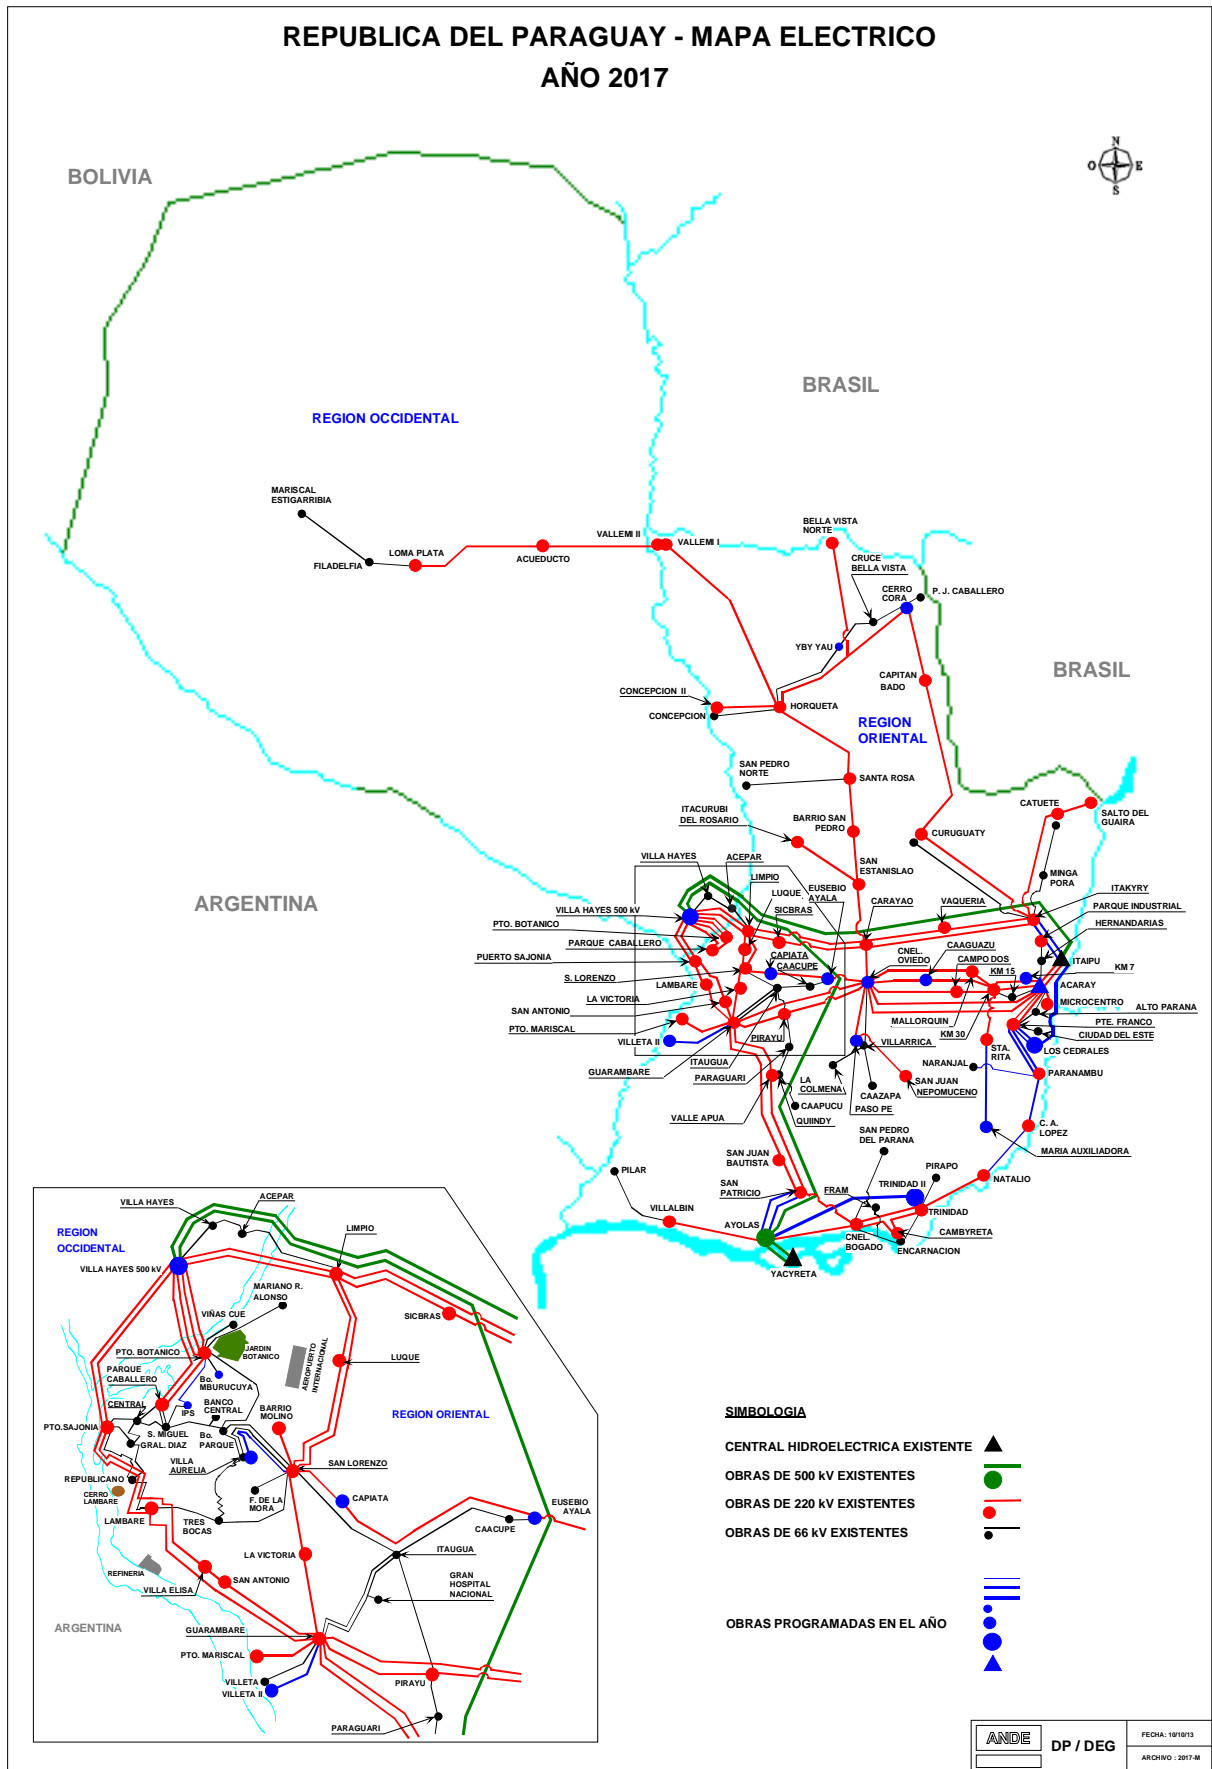 REPUBLICA DEL PARAGUAY - MAPA ELECTRICO
AÑO 2017
BOLIVIA
N
O
E
S
BRASIL
REGION OCCIDENTAL
MARISCAL
ESTIGARRIBIA
FILADELFIA
LOMA PLATA
ACUEDUCTO
VALLEMI II
VALLEMI I
BELLA VISTA
NORTE
CRUCE
BELLA VISTA
CERRO
CORA
P. J. CABALLERO
YBY YAU
BRASIL
CAPITAN
BADO
CONCEPCION II
CONCEPCION
HORQUETA
REGION
ORIENTAL
SAN PEDRO
NORTE
SANTA ROSA
ITACURUBI
DEL ROSARIO
BARRIO SAN
PEDRO
CURUGUATY
CATUETE
SALTO DEL
GUAIRA
ARGENTINA
VILLA HAYES
ACEPAR
LIMPIO
LUQUE
SICBRAS
EUSEBIO
AYALA
SAN
ESTANISLAO
CARAYAO
VAQUERIA
MINGA
PORA
ITAKYRY
PARQUE INDUSTRIAL
HERNANDARIAS
VILLA HAYES 500 kV
PTO. BOTANICO
PARQUE CABALLERO
PUERTO SAJONIA
S. LORENZO
LAMBARE
LA VICTORIA
SAN ANTONIO
PTO. MARISCAL
VILLETA II
CAPIATA
CAACUPE
CNEL.
OVIEDO
CAAGUAZU
CAMPO DOS
KM 15
ITAIPU
KM 7
ACARAY
MICROCENTRO
ALTO PARANA
MALLORQUIN
KM 30
PTE. FRANCO
CIUDAD DEL ESTE
LOS CEDRALES
PIRAYU
ITAUGUA
GUARAMBARE
PARAGUARI
VILLARRICA
STA.
RITA
NARANJAL
PARANAMBU
LA
COLMENA
CAAZAPA
SAN JUAN
NEPOMUCENO
VALLE APUA
CAAPUCU
QUIINDY
PASO PE
C. A.
LOPEZ
MARIA AUXILIADORA
SAN PEDRO
DEL PARANA
SAN JUAN
BAUTISTA
PILAR
SAN
PATRICIO
FRAM
TRINIDAD II
PIRAPO
NATALIO
VILLALBIN
AYOLAS
TRINIDAD
CAMBYRETA
CNEL.
BOGADO
ENCARNACION
YACYRETA
VILLA HAYES
ACEPAR
REGION
OCCIDENTAL
LIMPIO
VILLA HAYES 500 kV
MARIANO R.
ALONSO
VIÑAS CUE
SICBRAS
PTO. BOTANICO
JARDIN
BOTANICO
AEROPUERTO
INTERNACIONAL
LUQUE
PARQUE
CABALLERO
Bo.
MBURUCUYA
CENTRAL
IPS
BANCO
CENTRAL
BARRIO
MOLINO
REGION ORIENTAL
PTO.SAJONIA
S. MIGUEL
GRAL. DIAZ
Bo.
PARQUE
VILLA
AURELIA
SAN LORENZO
REPUBLICANO
CERRO
LAMBARE
F. DE LA
MORA
CAPIATA
EUSEBIO
AYALA
LAMBARE
TRES
BOCAS
CAACUPE
LA VICTORIA
ITAUGUA
REFINERIA
VILLA ELISA
SAN ANTONIO
GRAN
HOSPITAL
NACIONAL
ARGENTINA
GUARAMBARE
PTO. MARISCAL
VILLETA
VILLETA II
PIRAYU
PARAGUARI
SIMBOLOGIA
CENTRAL HIDROELECTRICA EXISTENTE
OBRAS DE 500 kV EXISTENTES
OBRAS DE 220 kV EXISTENTES
OBRAS DE 66 kV EXISTENTES
OBRAS PROGRAMADAS EN EL AÑO
ANDE
DP / DEG
FECHA: 10/10/13
ARCHIVO : 2017-M